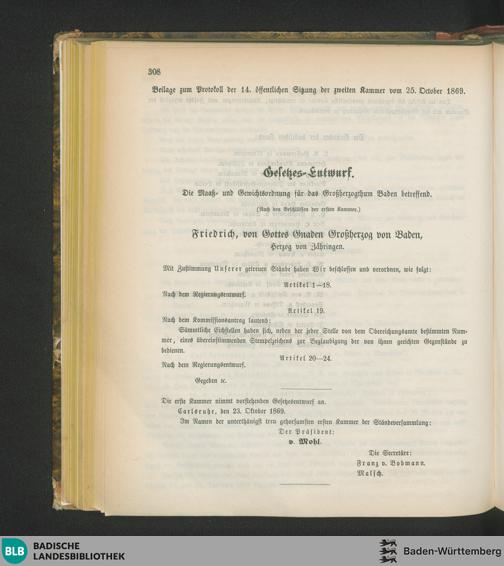 308
Beilage zum Protokoll der 14. öffentlichen Sitzung der zweiten Kammer vom 25. October 1869.
Gesetzes-Entwurf.
Die Maaß- und Gewichtsordnung für das Großherzogthum Baden betreffend.
(Nach den Beschlüssen der ersten Kammer.)
Friedrich, von Gottes Gnaden Großherzog von Baden,
Herzog von Zähringen.
Mit Zustimmung Unserer getreuen Stände haben Wir beschlossen und verordnen, wie folgt:
Artikel 1—18.
Nach dem Regierungsentwurf.
Artikel 19.
Nach dem Kommissionsantrag lautend:
Sämmtliche Eichstellen haben sich, neben der jeder Stelle von dem Obereichungsamte bestimmten Num-
mer, eines übereinstimmenden Stempelzeichens zur Beglaubigung der von ihnen geeichten Gegenstände zu
bedienen.
Artikel 20—24.
Nach dem Regierungsentwurf.
Gegeben ꝛc.
Die erste Kammer nimmt vorstehenden Gesetzesentwurf an.
Carlsruhe, den 23. Oktober 1869.
Im Namen der unterthänigst treu gehorsamsten ersten Kammer der Ständeversammlung:
Der Präsident:
v. Mohl.
Die Secretäre:
Franz v. Bodmann.
Malsch.
BLB BADISCHE
LANDESBIBLIOTHEK
Baden-Württemberg